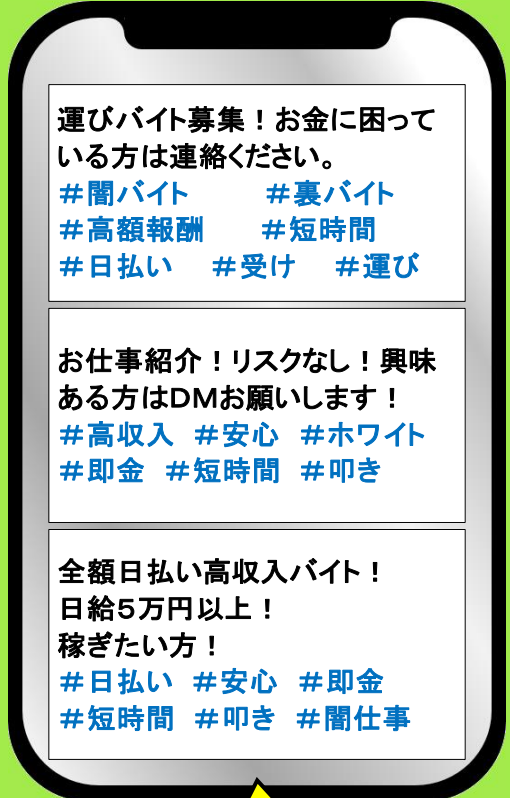 運びバイト募集！お金に困って
いる方は連絡ください。
＃闇バイト　＃裏バイト
＃高額報酬　＃短時間
＃日払い　＃受け　＃運び
お仕事紹介！リスクなし！興味
ある方はＤＭお願いします！
＃高収入　＃安心　＃ホワイト
＃即金　＃短時間　＃叩き
全額日払い高収入バイト！
日給５万円以上！
稼ぎたい方！
＃日払い　＃安心　＃即金
＃短時間　＃叩き　＃闇仕事